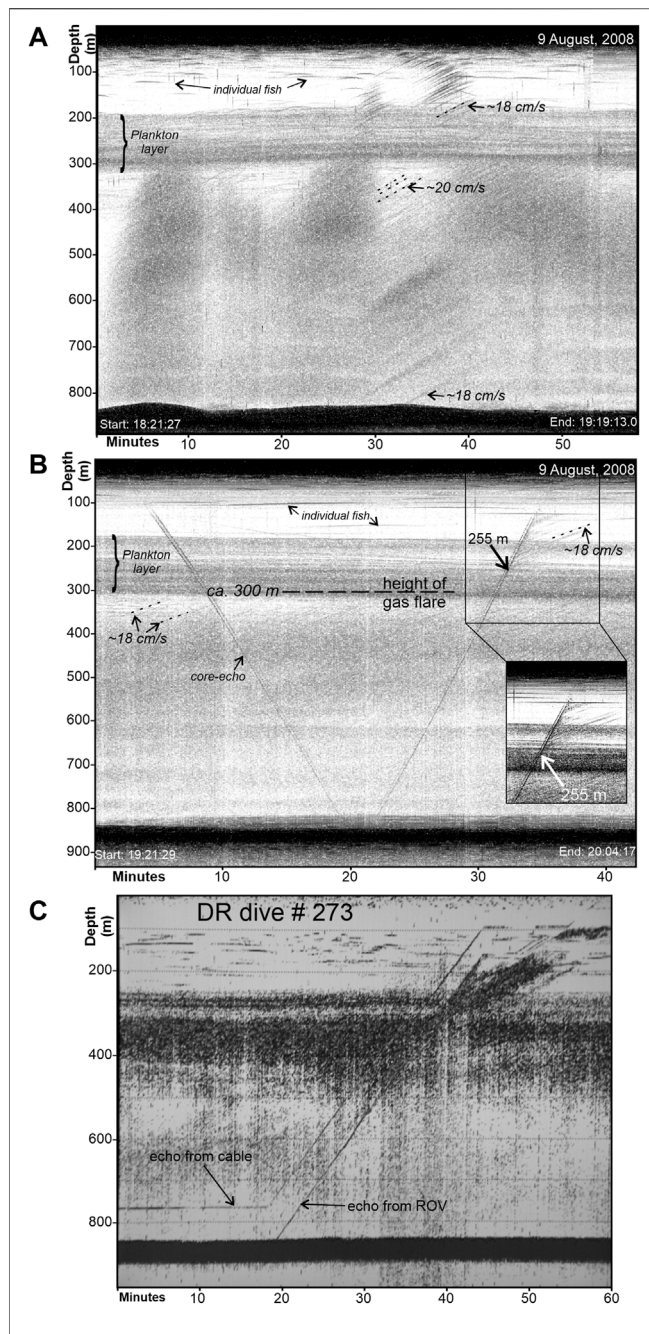 A
Depth
(m)
9 August, 2008
100
individual fish
~18 cm/s
200
Plankton
layer
300
~20 cm/s
400
500
600
700
~18 cm/s
800
Start: 18:21:27
End: 19:19:13.0
Minutes
10
20
30
40
50
B
Depth
(m)
9 August, 2008
100
individual fish
255 m
~18 cm/s
200
Plankton
layer
ca. 300 m
height of
gas flare
300
~18 cm/s
400
core-echo
500
600
700
255 m
800
900
Start: 19:21:29
End: 20:04:17
Minutes
10
20
30
40
C
DR dive # 273
Depth
(m)
200
400
600
echo from cable
echo from ROV
800
Minutes
10
20
30
40
50
60